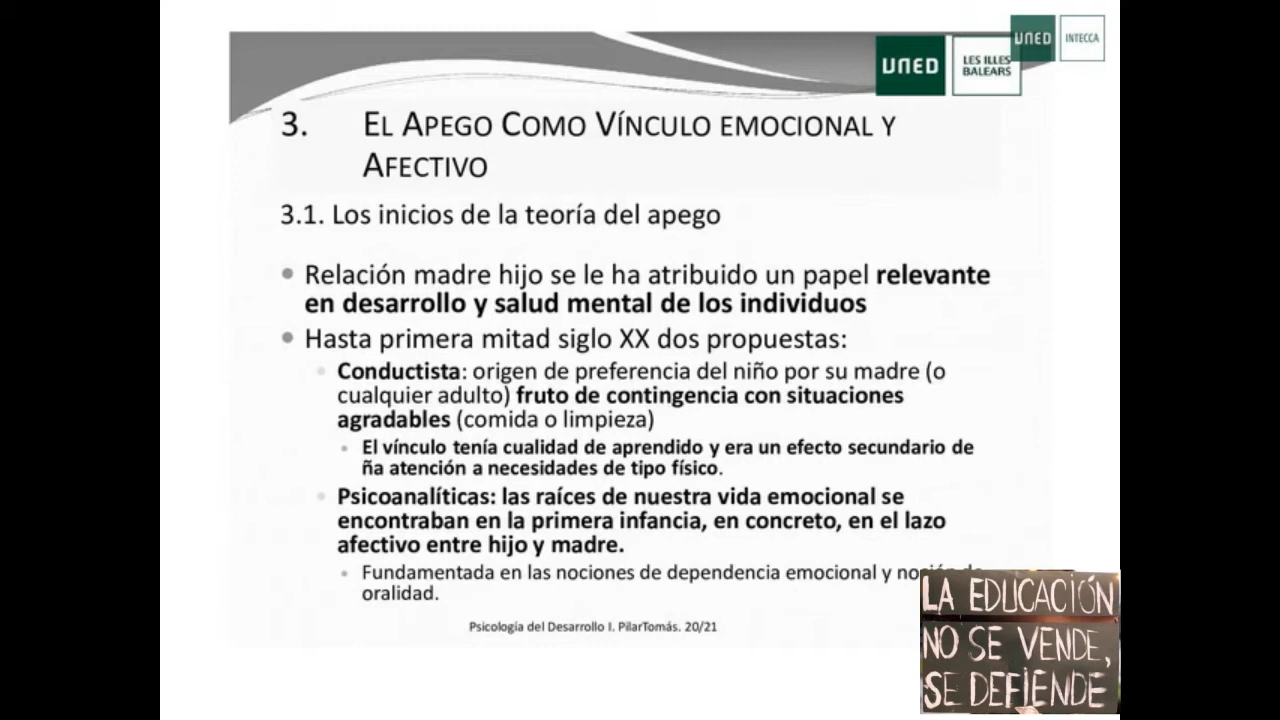 UNED
INTECCA
UNED
LES ILLES
BALEARS
3. EL APEGO COMO VÍNCULO EMOCIONAL Y
AFECTIVO
3.1. Los inicios de la teoría del apego
Relación madre hijo se le ha atribuido un papel relevante
en desarrollo y salud mental de los individuos
Hasta primera mitad siglo XX dos propuestas:
Conductista: origen de preferencia del niño por su madre (o
cualquier adulto) fruto de contingencia con situaciones
agradables (comida o limpieza)
El vínculo tenía cualidad de aprendido y era un efecto secundario de
ña atención a necesidades de tipo físico.
Psicoanalíticas: las raíces de nuestra vida emocional se
encontraban en la primera infancia, en concreto, en el lazo
afectivo entre hijo y madre.
Fundamentada en las nociones de dependencia emocional y
oralidad.
Psicología del Desarrollo I. PilarTomás. 20/21
LA EDUCACIÓN
NO SE VENDE,
SE DEFIENDE